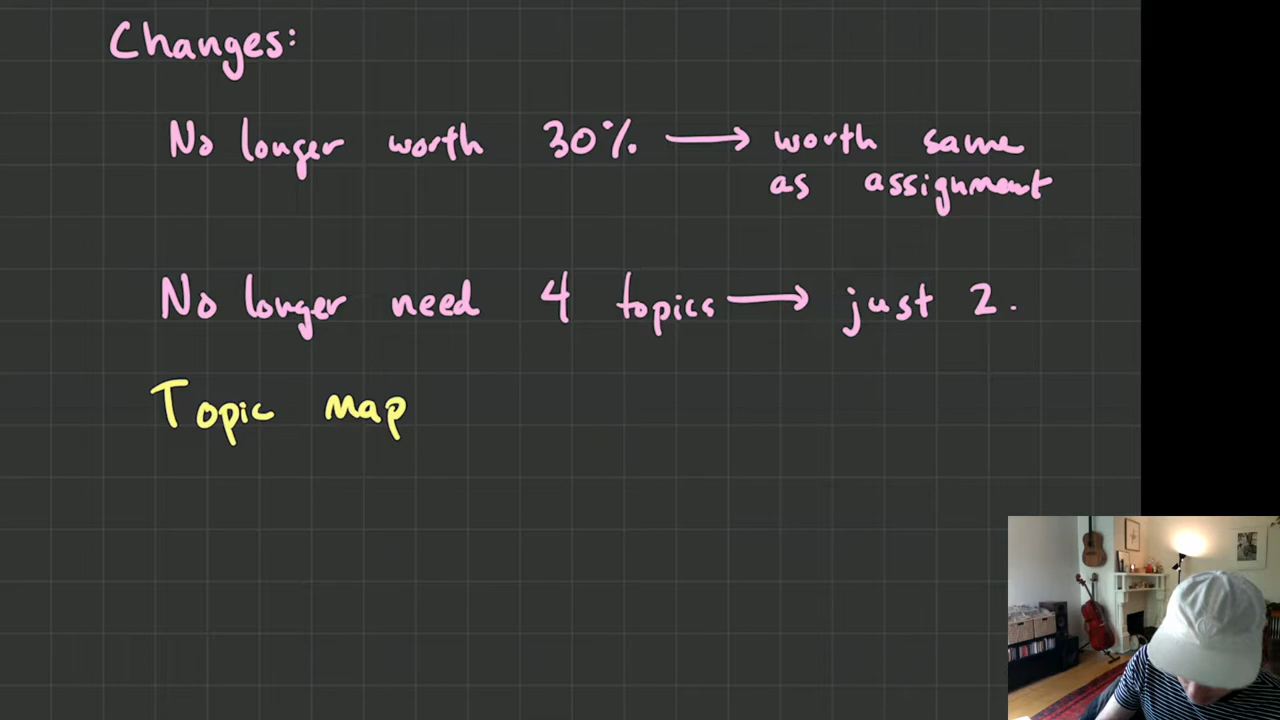 Changes:
No longer worth 30% → worth same
as assignment
No longer need 4 topics → just 2.
Topic map